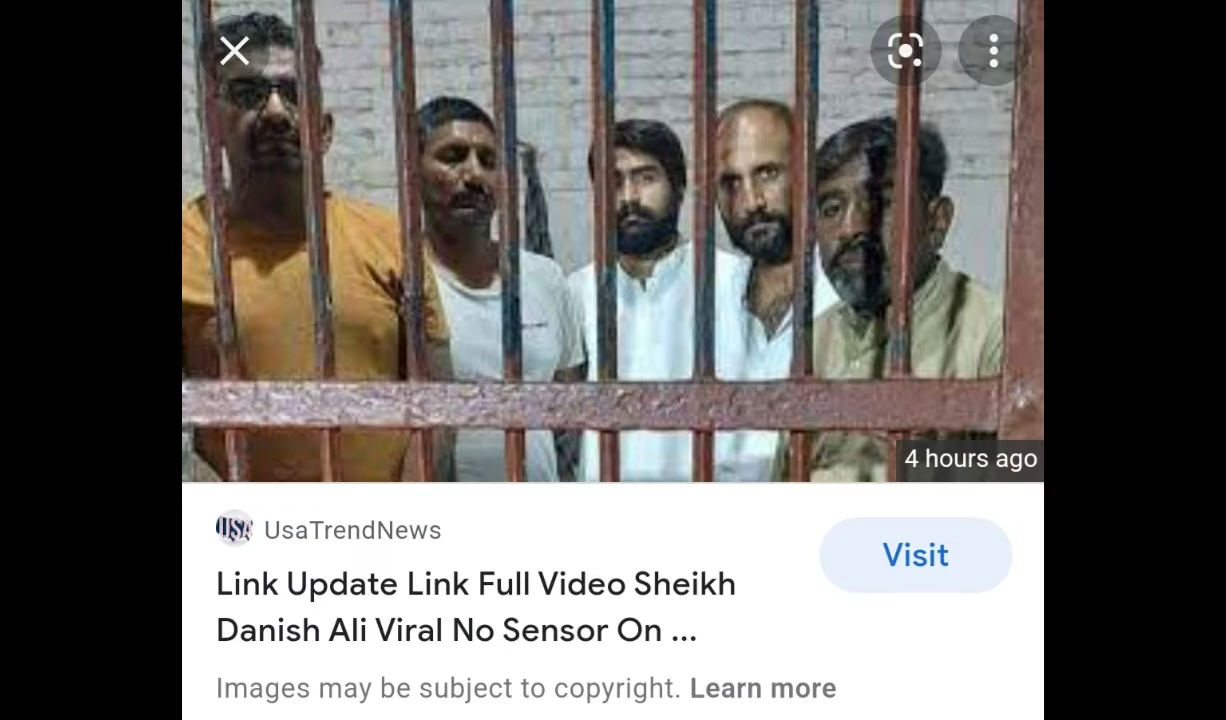 4 hours ago
USA UsaTrendNews
Visit
Link Update Link Full Video Sheikh
Danish Ali Viral No Sensor On ...
Images may be subject to copyright. Learn more